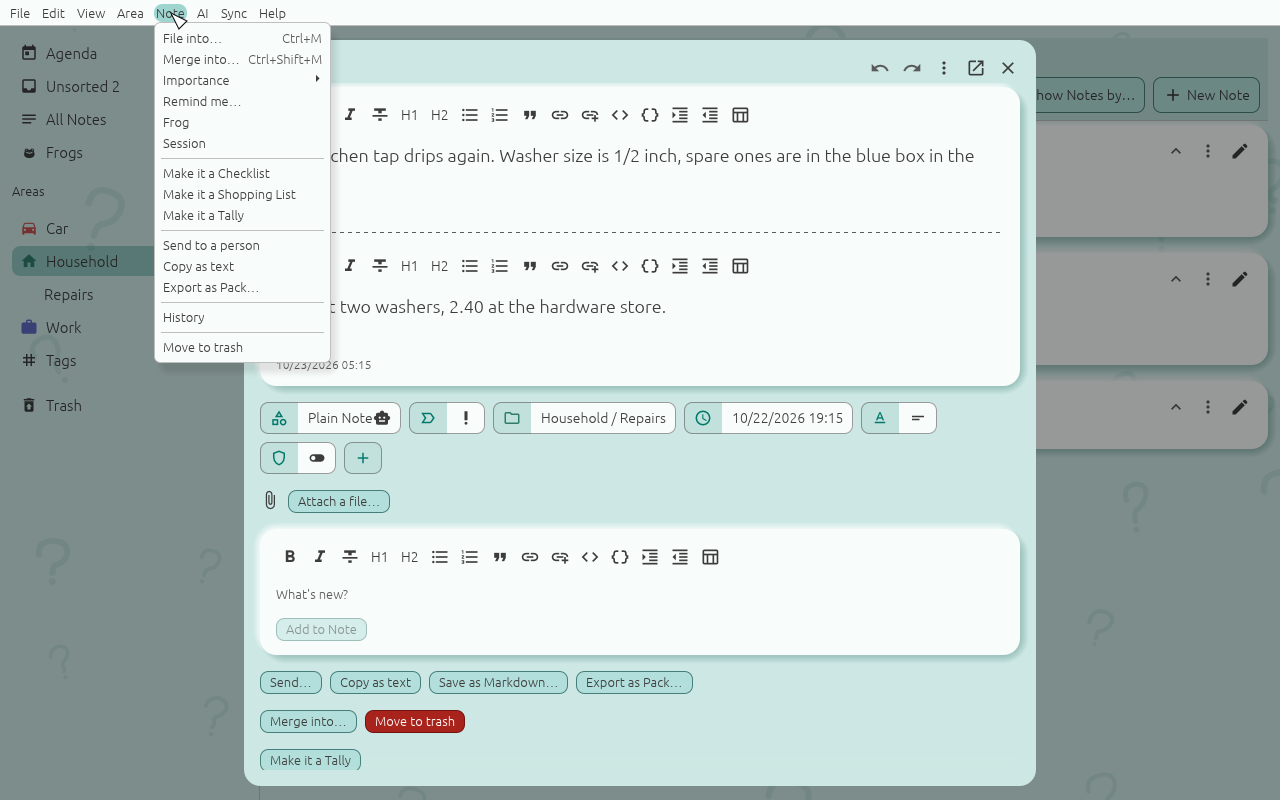 File Edit View Area Note AI Sync Help
File into… Ctrl+M
Merge into… Ctrl+Shift+M
Importance
Remind me…
Frog
Session
Make it a Checklist
Make it a Shopping List
Make it a Tally
Send to a person
Copy as text
Export as Pack…
History
Move to trash
Agenda
Unsorted 2
All Notes
Frogs
Areas
Car
Household
Repairs
Work
Tags
Trash
how Notes by…
New Note
H1 H2
chen tap drips again. Washer size is 1/2 inch, spare ones are in the blue box in the
H1 H2
two washers, 2.40 at the hardware store.
10/23/2026 05:15
Plain Note
Household / Repairs
10/22/2026 19:15
Attach a file…
B I H1 H2
What's new?
Add to Note
Send… Copy as text Save as Markdown… Export as Pack…
Merge into… Move to trash
Make it a Tally